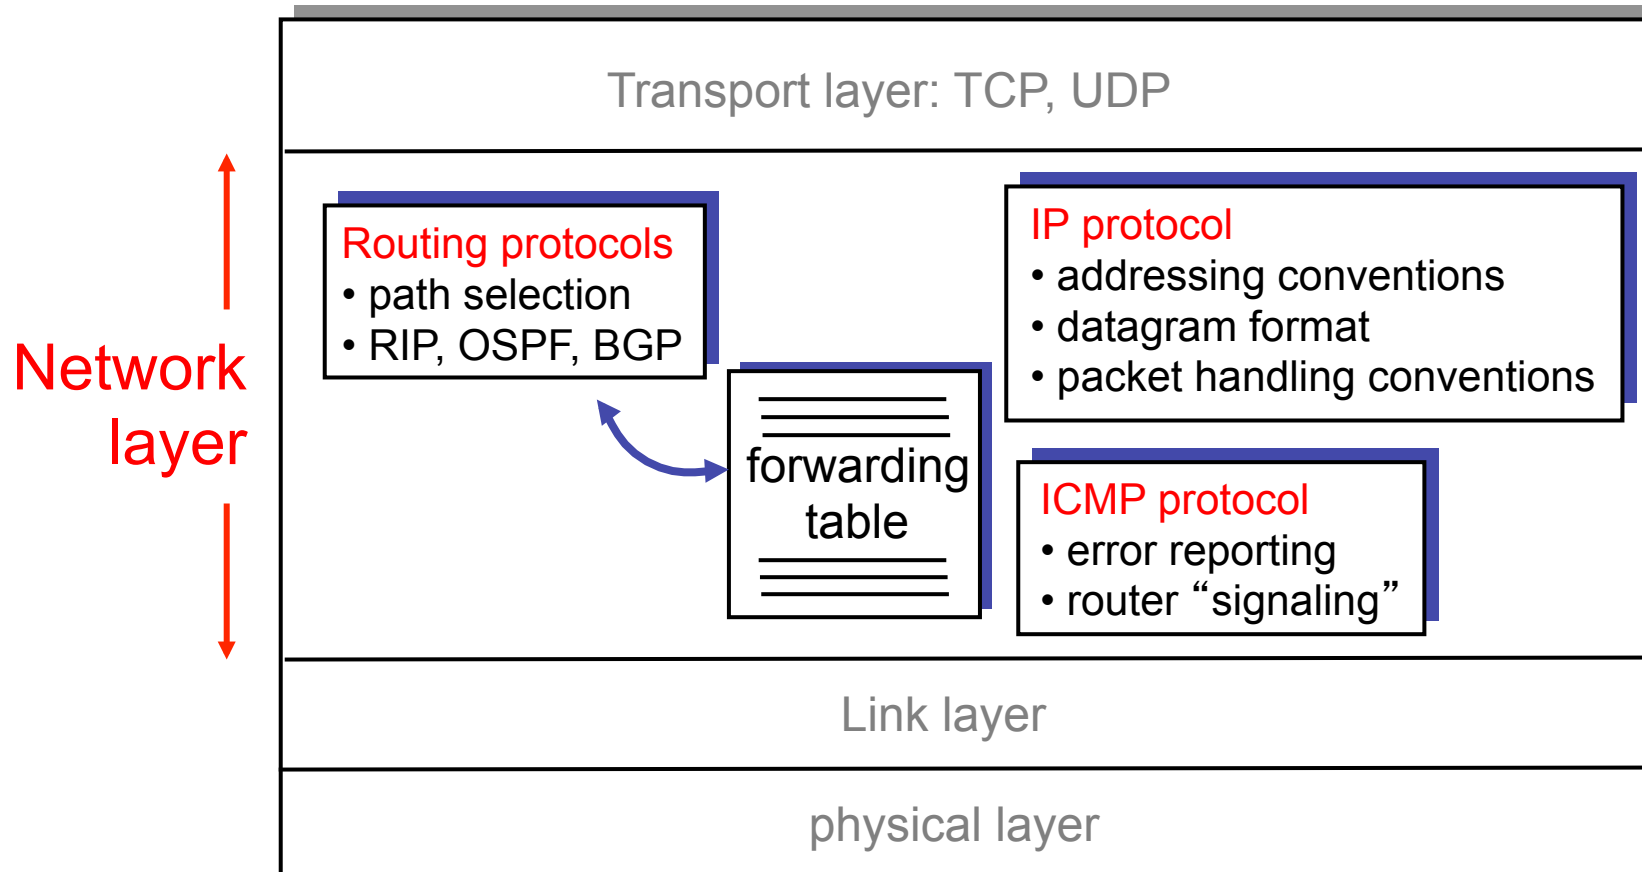 Transport layer: TCP, UDP
Network
layer
Routing protocols
• path selection
• RIP, OSPF, BGP
forwarding
table
IP protocol
• addressing conventions
• datagram format
• packet handling conventions
ICMP protocol
• error reporting
• router “signaling”
Link layer
physical layer